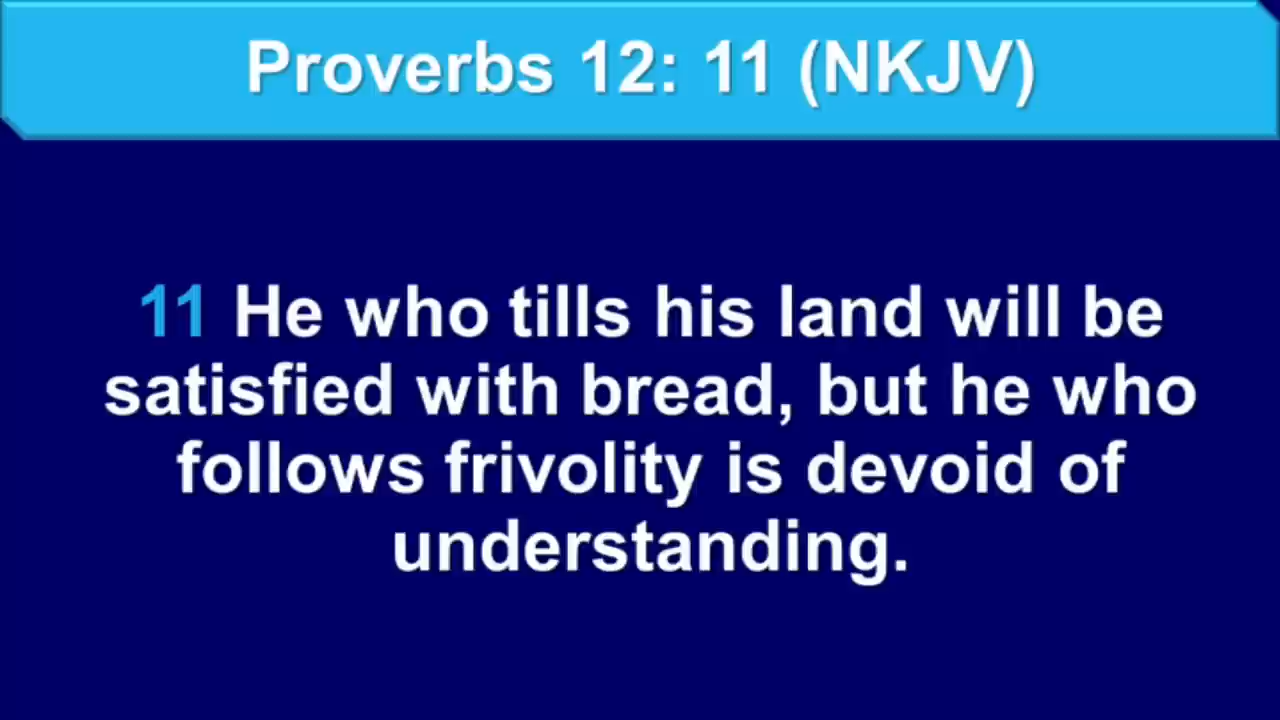 Proverbs 12: 11 (NKJV)
11 He who tills his land will be
satisfied with bread, but he who
follows frivolity is devoid of
understanding.